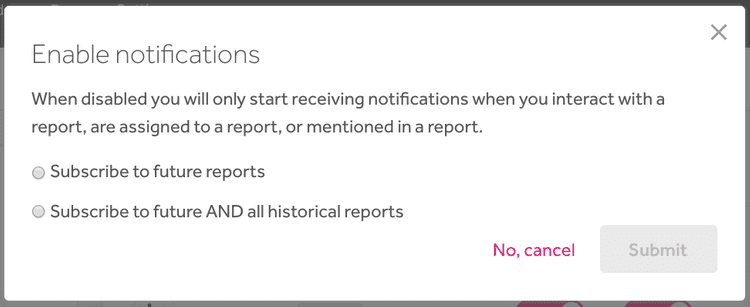 Enable notifications
When disabled you will only start receiving notifications when you interact with a
report, are assigned to a report, or mentioned in a report.
Subscribe to future reports
Subscribe to future AND all historical reports
No, cancel
Submit